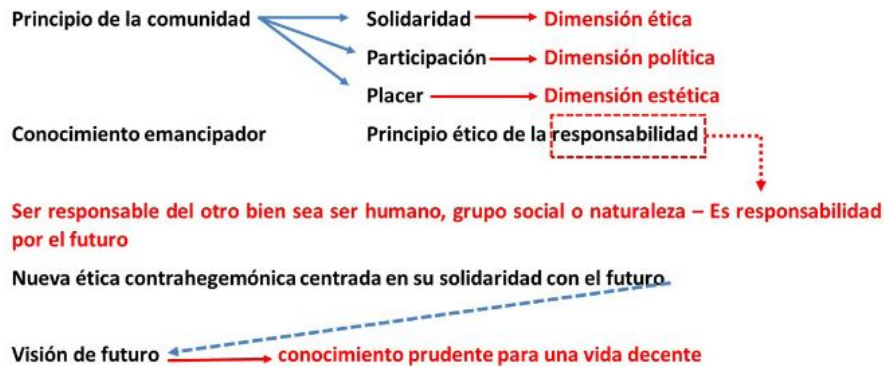 Principio de la comunidad Solidaridad Dimensión ética
Participación Dimensión política
Placer Dimensión estética
Conocimiento emancipador Principio ético de la responsabilidad
Ser responsable del otro bien sea ser humano, grupo social o naturaleza – Es responsabilidad
por el futuro
Nueva ética contrahegemónica centrada en su solidaridad con el futuro
Visión de futuro conocimiento prudente para una vida decente